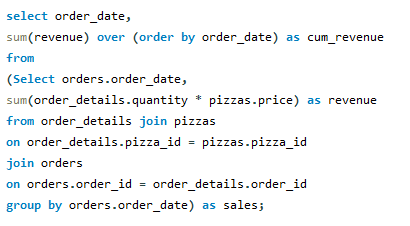 select order_date,
sum(revenue) over (order by order_date) as cum_revenue
from
(Select orders.order_date,
sum(order_details.quantity * pizzas.price) as revenue
from order_details join pizzas
on order_details.pizza_id = pizzas.pizza_id
join orders
on orders.order_id = order_details.order_id
group by orders.order_date) as sales;